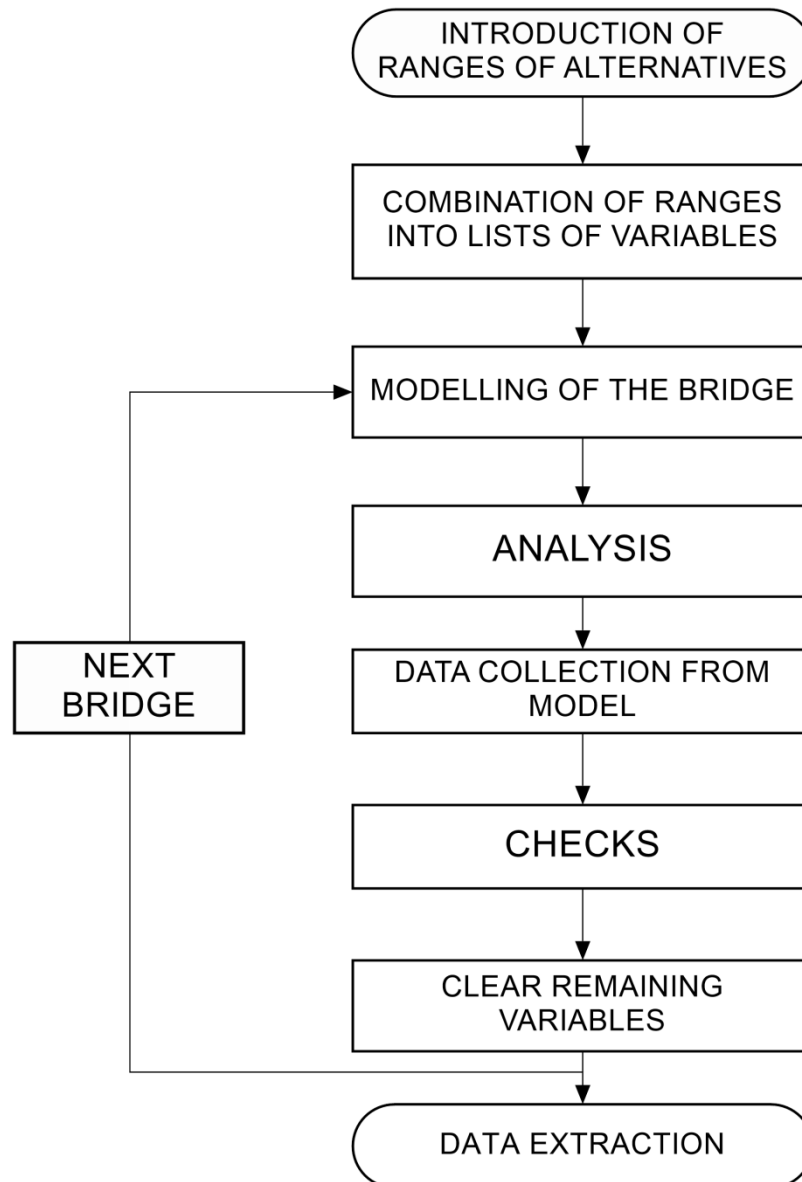 INTRODUCTION OF
RANGES OF ALTERNATIVES
COMBINATION OF RANGES
INTO LISTS OF VARIABLES
MODELLING OF THE BRIDGE
ANALYSIS
NEXT
BRIDGE
DATA COLLECTION FROM
MODEL
CHECKS
CLEAR REMAINING
VARIABLES
DATA EXTRACTION